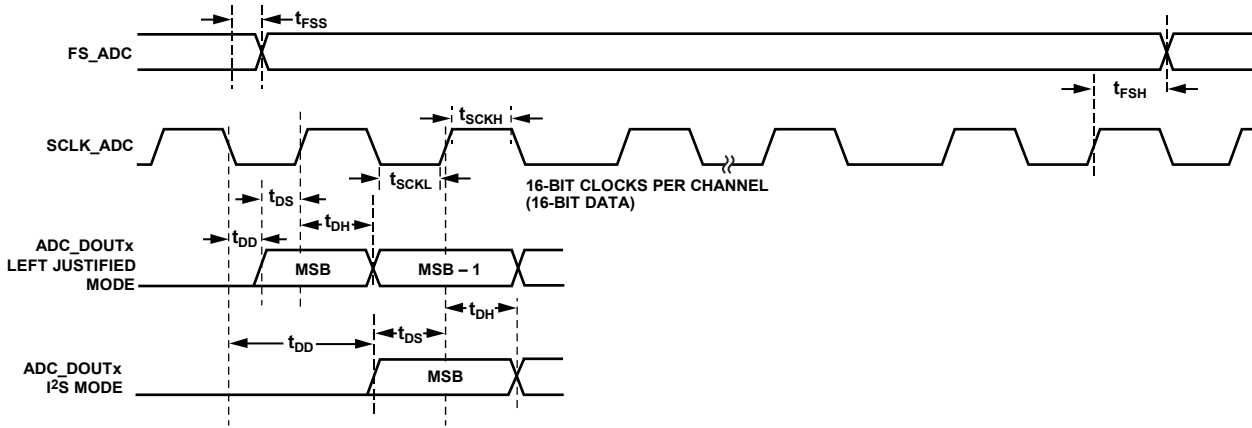 tFSS
FS_ADC
tFSH
tSCKH
SCLK_ADC
tSCKL
16-BIT CLOCKS PER CHANNEL
(16-BIT DATA)
tDS
tDH
tDD
ADC_DOUTx
LEFT JUSTIFIED
MODE
MSB
MSB – 1
tDH
tDS
tDD
ADC_DOUTx
I2S MODE
MSB